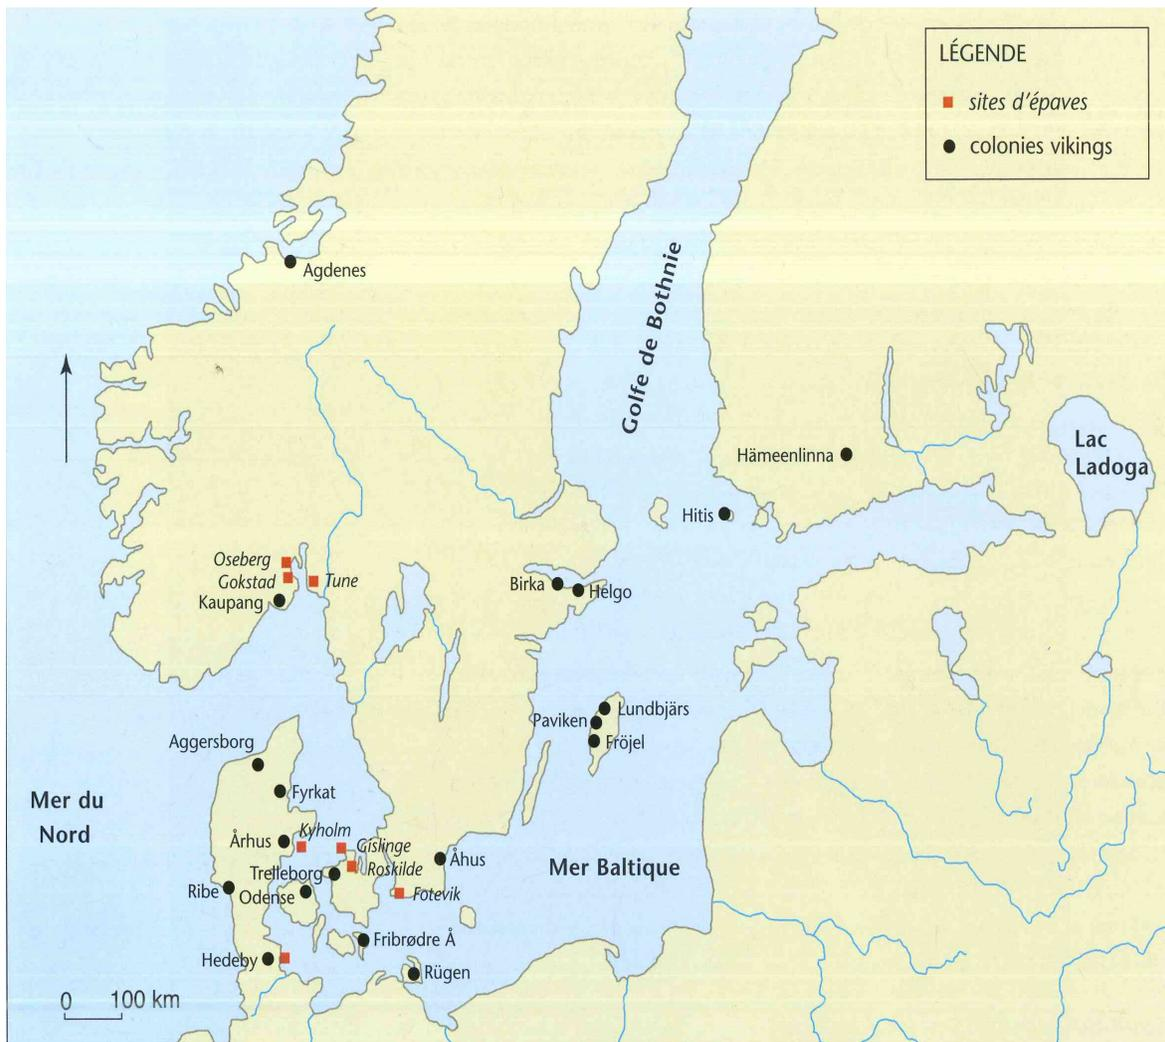 LÉGENDE
sites d'épaves
colonies vikings
Agdenes
Golfe de Bothnie
Lac
Ladoga
Hämeenlinna
Hitis
Oseberg
Gokstad
Tune
Kaupang
Birka
Helgo
Lundbjärs
Paviken
Fröjel
Aggersborg
Fyrkat
Mer du
Nord
Kyholm
Århus
Gislinge
Roskilde
Åhus
Mer Baltique
Trelleborg
Ribe
Odense
Fotevik
Fribrødre Å
Hedeby
Rügen
0 100 km